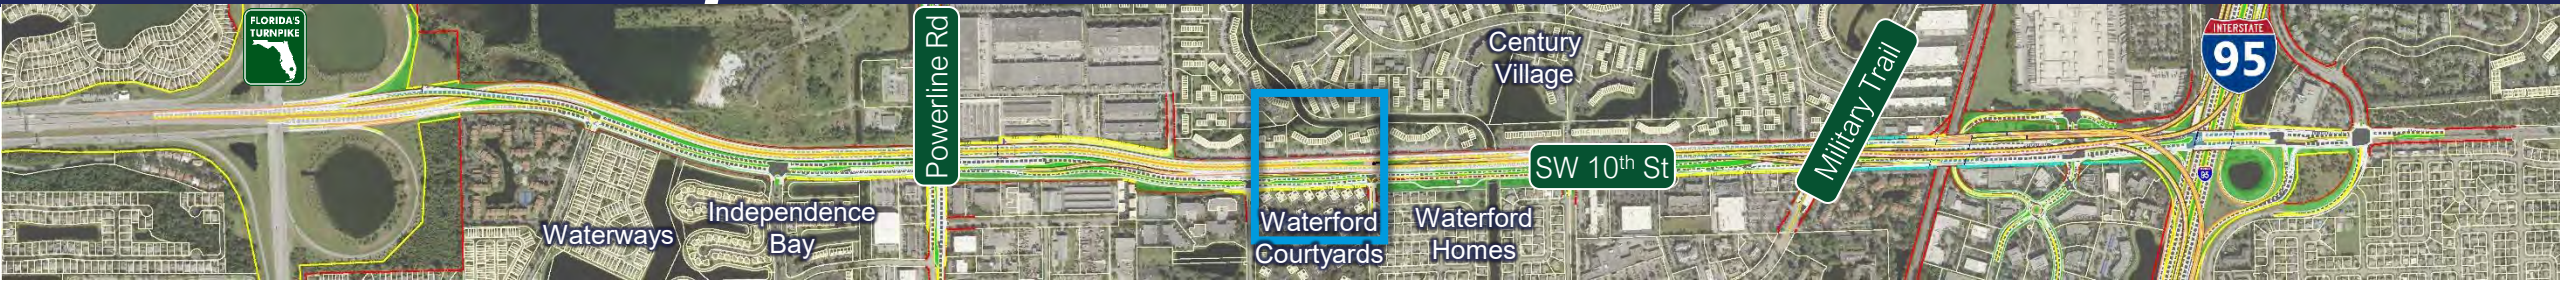 FLORIDA'S
TURNPIKE
Powerline Rd
Century
Village
Military Trail
INTERSTATE
95
SW 10th St
Waterways
Independence
Bay
Waterford
Courtyards
Waterford
Homes
95